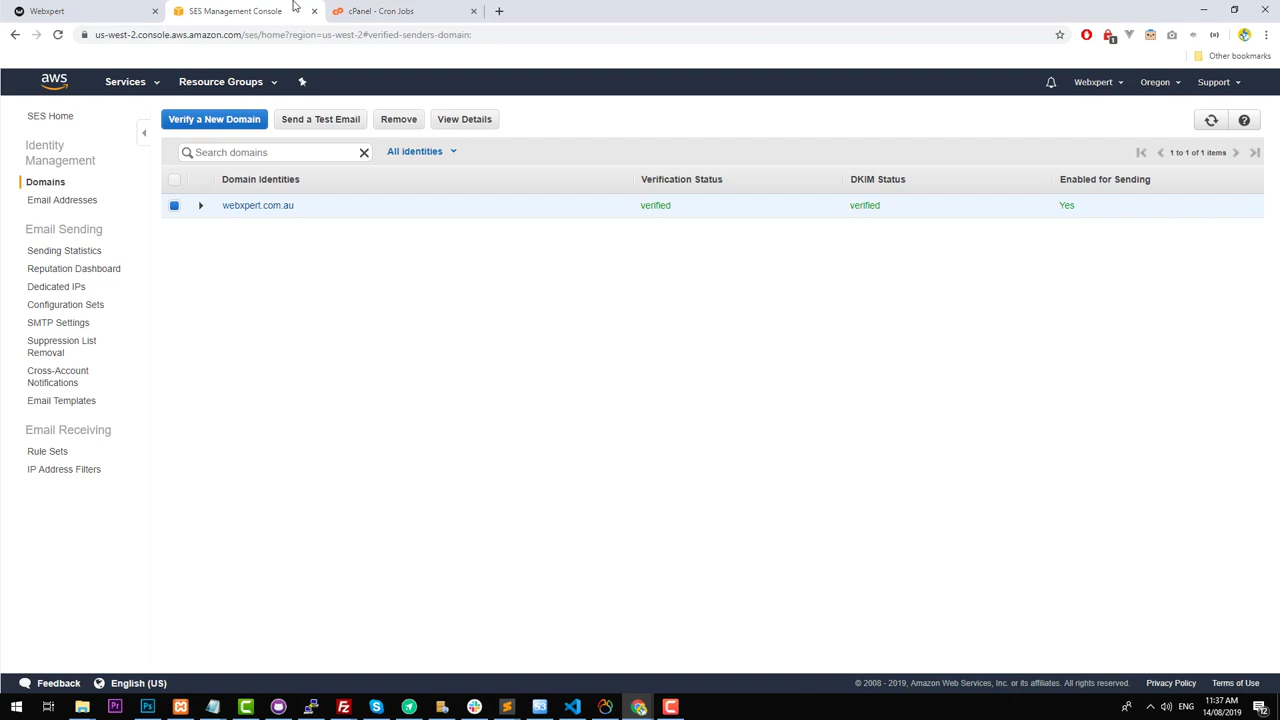 Webxpert
SES Management Console
cPanel - Cron Jobs
us-west-2.console.aws.amazon.com/ses/home?region=us-west-2#verified-senders-domain:
1
Other bookmarks
aws
Services
Resource Groups
Webxpert
Oregon
Support
SES Home
Identity
Management
Domains
Email Addresses
Email Sending
Sending Statistics
Reputation Dashboard
Dedicated IPs
Configuration Sets
SMTP Settings
Suppression List
Removal
Cross-Account
Notifications
Email Templates
Email Receiving
Rule Sets
IP Address Filters
Verify a New Domain
Send a Test Email
Remove
View Details
Search domains
All identities
1 to 1 of 1 items
Domain Identities
Verification Status
DKIM Status
Enabled for Sending
webxpert.com.au
verified
verified
Yes
Feedback
English (US)
© 2008 - 2019, Amazon Web Services, Inc. or its affiliates. All rights reserved.
Privacy Policy
Terms of Use
Pr
Ps
ENG
11:37 AM
14/08/2019
12